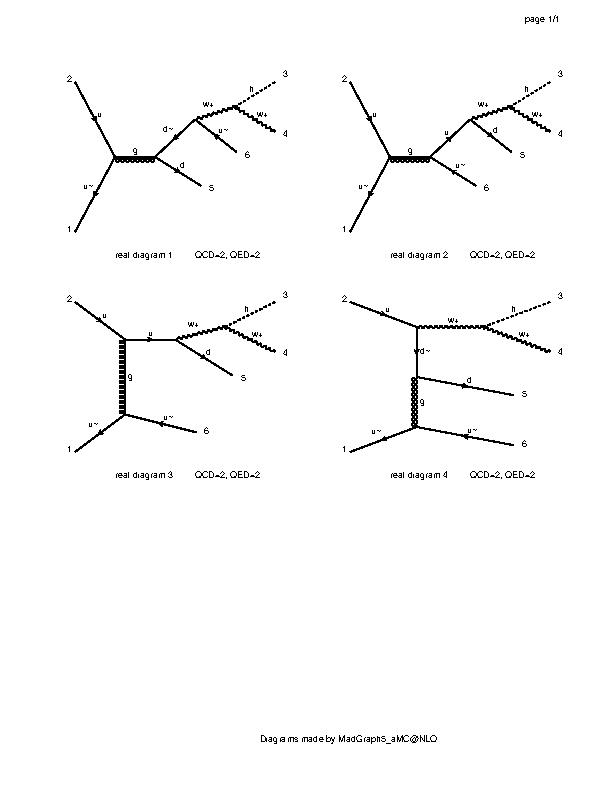 page 1/1
2
u
u~
1
g
d~
d
w+
u~
h
w+
3
4
6
5
real diagram 1 QCD=2, QED=2
2
u
u~
1
g
u
u~
w+
d
h
w+
3
4
5
6
real diagram 2 QCD=2, QED=2
2
u
g
u~
1
u
w+
d
u~
h
w+
3
4
5
6
real diagram 3 QCD=2, QED=2
2
u
w+
d~
g
u~
1
h
w+
d
u~
3
4
5
6
real diagram 4 QCD=2, QED=2
Diagrams made by MadGraph5_aMC@NLO